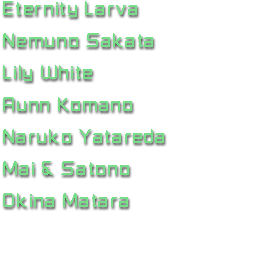 Eternity Larva
Nemuno Sakata
Lily White
Aunn Komano
Naruko Yatareda
Mai & Satono
Okina Matara